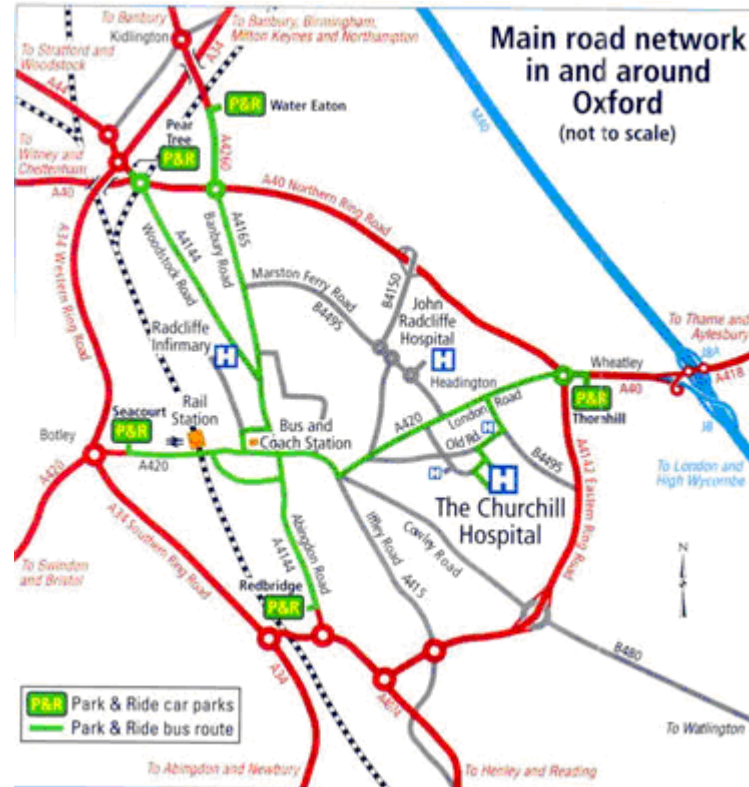 Main road network
in and around
Oxford
(not to scale)
To Banbury
Kidlington
To Banbury, Birmingham,
Milton Keynes and Northampton
A34
To Stratford and
Woodstock
A44
P&R
Water Eaton
Pear
Tree
P&R
A4260
To
Witney and
Cheltenham
A40
A40 Northern Ring Road
M40
A34 Western Ring Road
A4144
Woodstock Road
A4165
Banbury Road
Marston Ferry Road
B4495
B4150
John
Radcliffe
Hospital
H
Headington
Radcliffe
Infirmary
H
To Thame and
Aylesbury
J8A
A418
Wheatley
A40
J8
P&R
Thornhill
Seacourt
P&R
Rail
Station
Bus and
Coach Station
A420
London Road
Old Rd.
H
B4495
H
H
The Churchill
Hospital
A4142 Eastern Ring Road
To London and
High Wycombe
Botley
A420
A420
A34 Southern Ring Road
To Swindon
and Bristol
Abingdon Road
A4144
Iffley Road
A415
Cowley Road
Redbridge
P&R
N
S
B480
To Watlington
A34
A4074
P&R Park & Ride car parks
Park & Ride bus route
To Abingdon and Newbury
To Henley and Reading